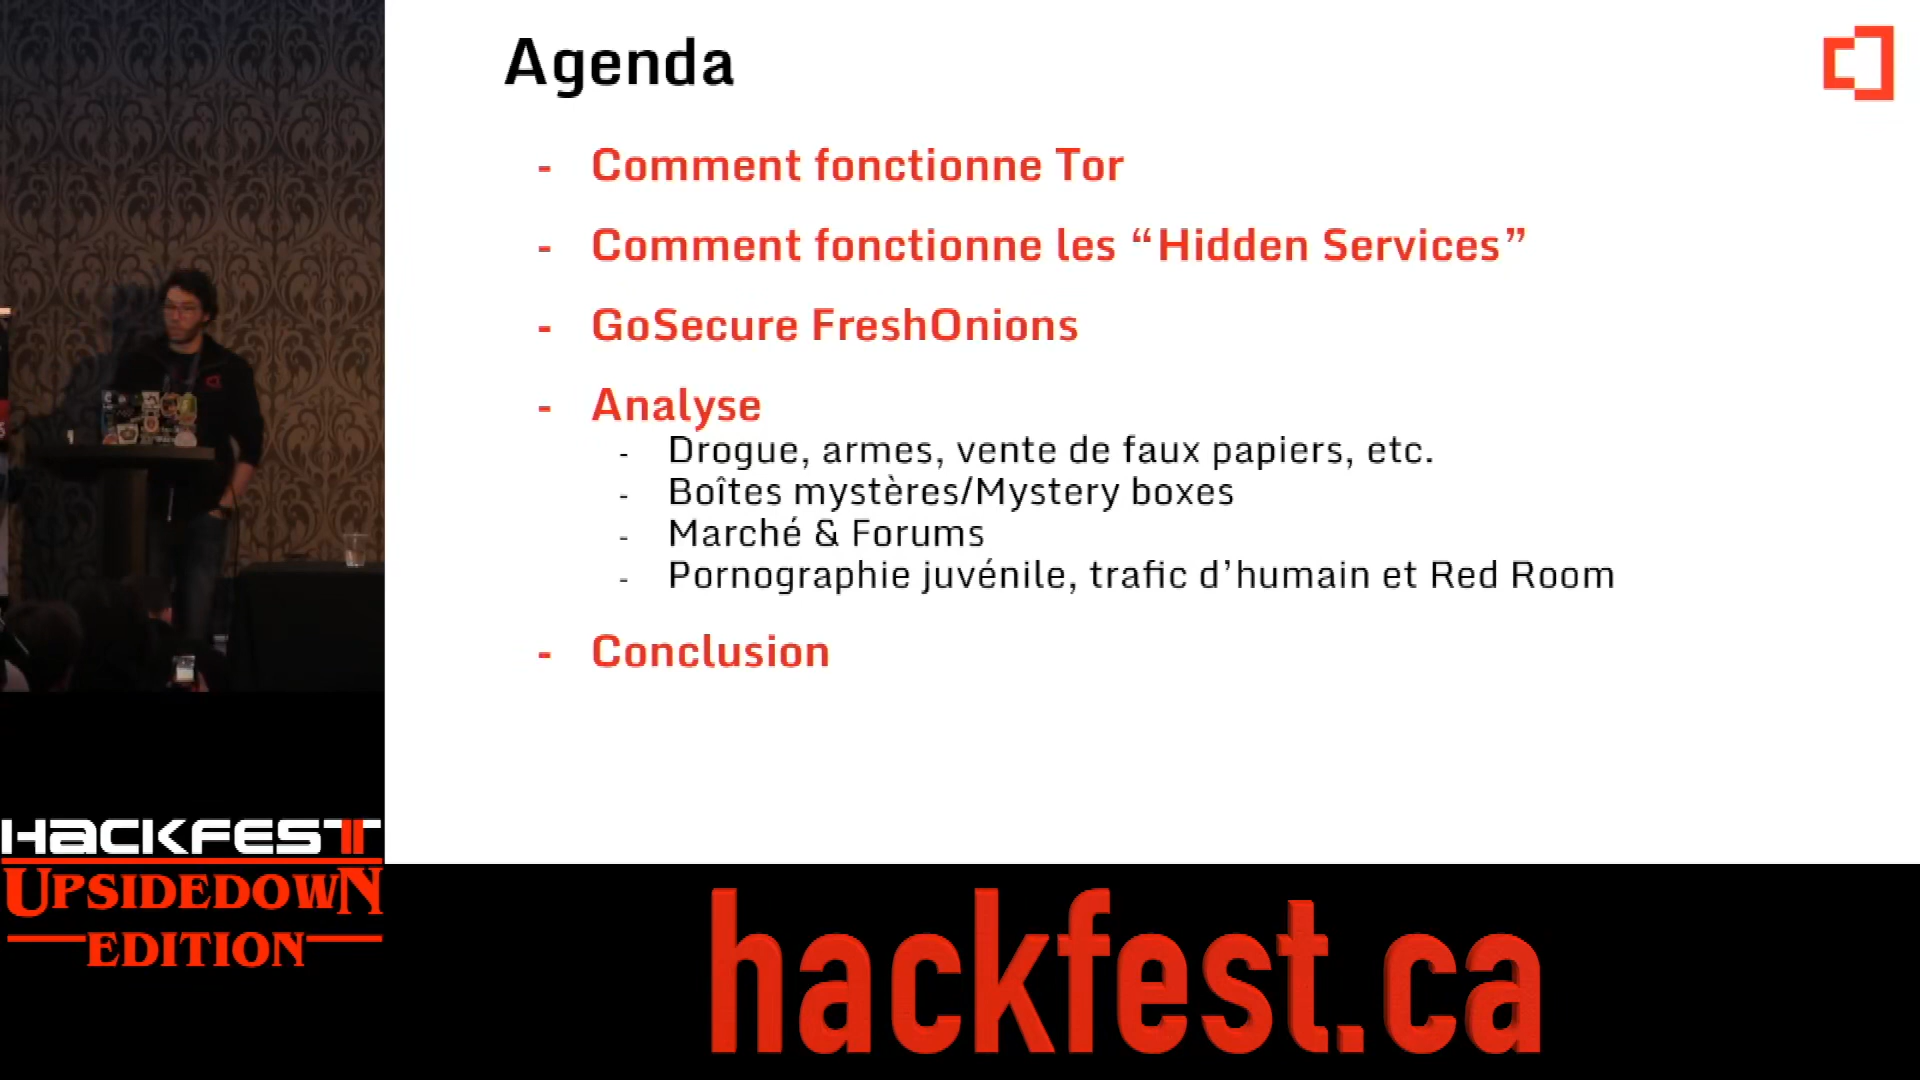 Agenda
- Comment fonctionne Tor
- Comment fonctionne les “Hidden Services”
- GoSecure FreshOnions
- Analyse
- Drogue, armes, vente de faux papiers, etc.
- Boîtes mystères/Mystery boxes
- Marché & Forums
- Pornographie juvénile, trafic d’humain et Red Room
- Conclusion
HACKFEST
UPSIDEDOWN
EDITION
hackfest.ca